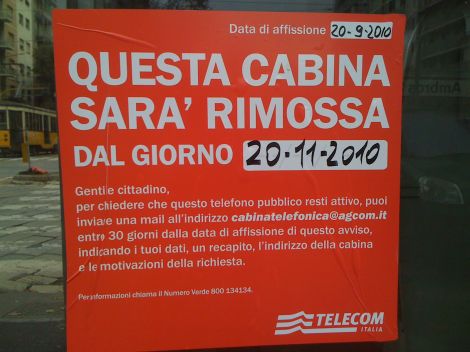 Data di affissione 20-9-2010
QUESTA CABINA
SARA' RIMOSSA
DAL GIORNO 20-11-2010
Gentile cittadino,
per chiedere che questo telefono pubblico resti attivo, puoi
inviare una mail all'indirizzo cabinatelefonica@agcom.it
entro 30 giorni dalla data di affissione di questo avviso,
indicando i tuoi dati, un recapito, l'indirizzo della cabina
e le motivazioni della richiesta.
Per informazioni chiama il Numero Verde 800 134134.
TELECOM
ITALIA